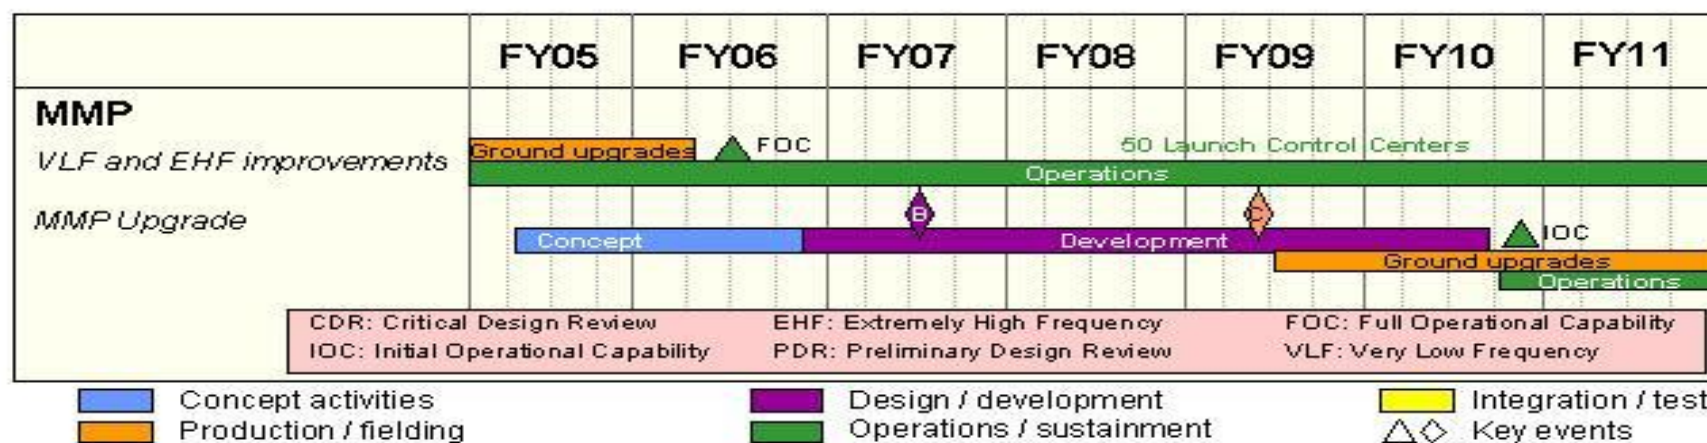 FY05 FY06 FY07 FY08 FY09 FY10 FY11
MMP
VLF and EHF improvements
Ground upgrades
FOC
50 Launch Control Centers
Operations
MMP Upgrade
B
C
Concept
Development
IOC
Ground upgrades
Operations
CDR: Critical Design Review EHF: Extremely High Frequency FOC: Full Operational Capability
IOC: Initial Operational Capability PDR: Preliminary Design Review VLF: Very Low Frequency
Concept activities Design / development Integration / test
Production / fielding Operations / sustainment Key events